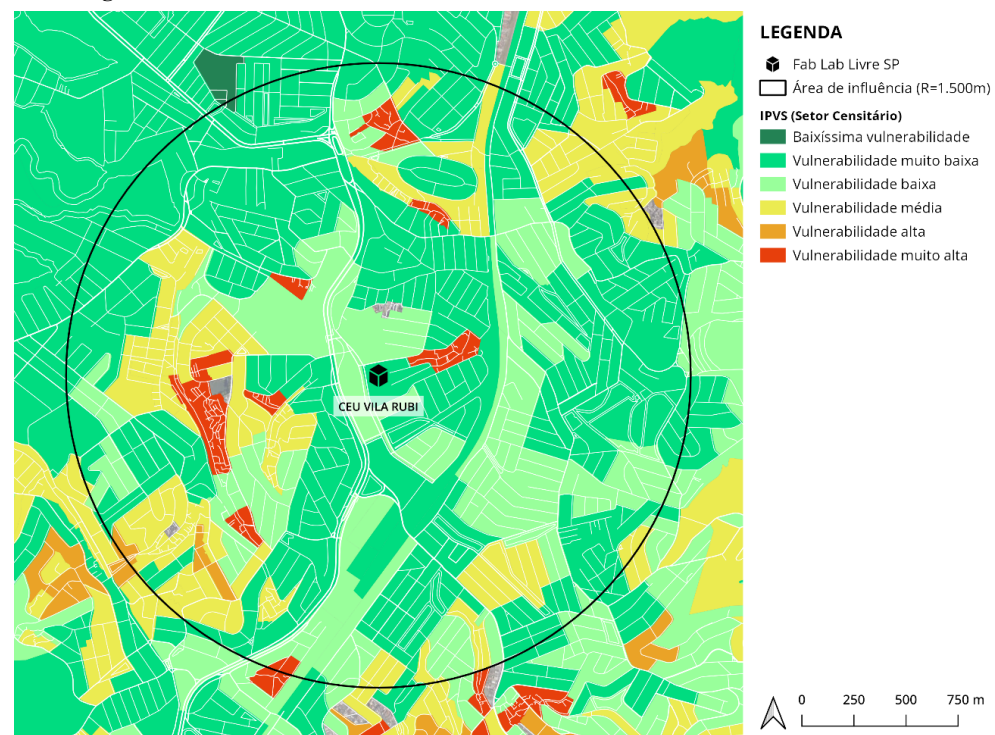 LEGENDA
Fab Lab Livre SP
Área de influência (R=1.500m)
IPVS (Setor Censitário)
Baixíssima vulnerabilidade
Vulnerabilidade muito baixa
Vulnerabilidade baixa
Vulnerabilidade média
Vulnerabilidade alta
Vulnerabilidade muito alta
CEU VILA RUBI
0 250 500 750 m